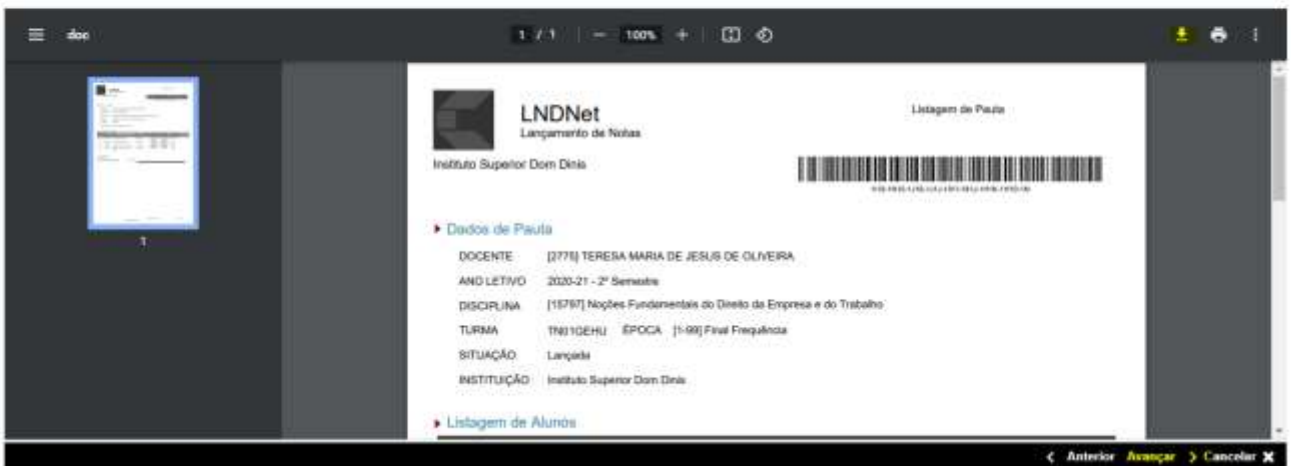 doc
1 / 1
100%
LNDNet
Lançamento de Notas
Listagem de Pauta
Instituto Superior Dom Dinis
1
Dados de Pauta
DOCENTE [2775] TERESA MARIA DE JESUS DE OLIVEIRA
ANO LETIVO 2020-21 - 2º Semestre
DISCIPLINA [15797] Noções Fundamentais do Direito da Empresa e do Trabalho
TURMA TN01GEHU ÉPOCA [1-99] Final Frequência
SITUAÇÃO Lançada
INSTITUIÇÃO Instituto Superior Dom Dinis
Listagem de Alunos
Anterior Avançar Cancelar